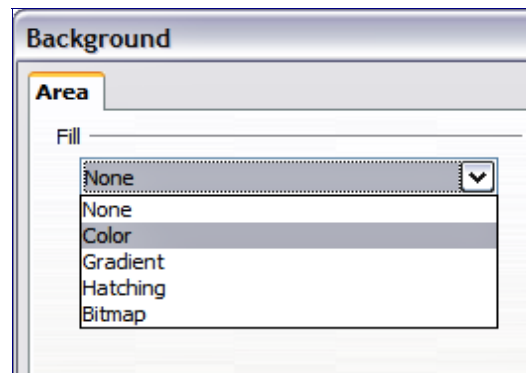 Background
Area
Fill
None
None
Color
Gradient
Hatching
Bitmap